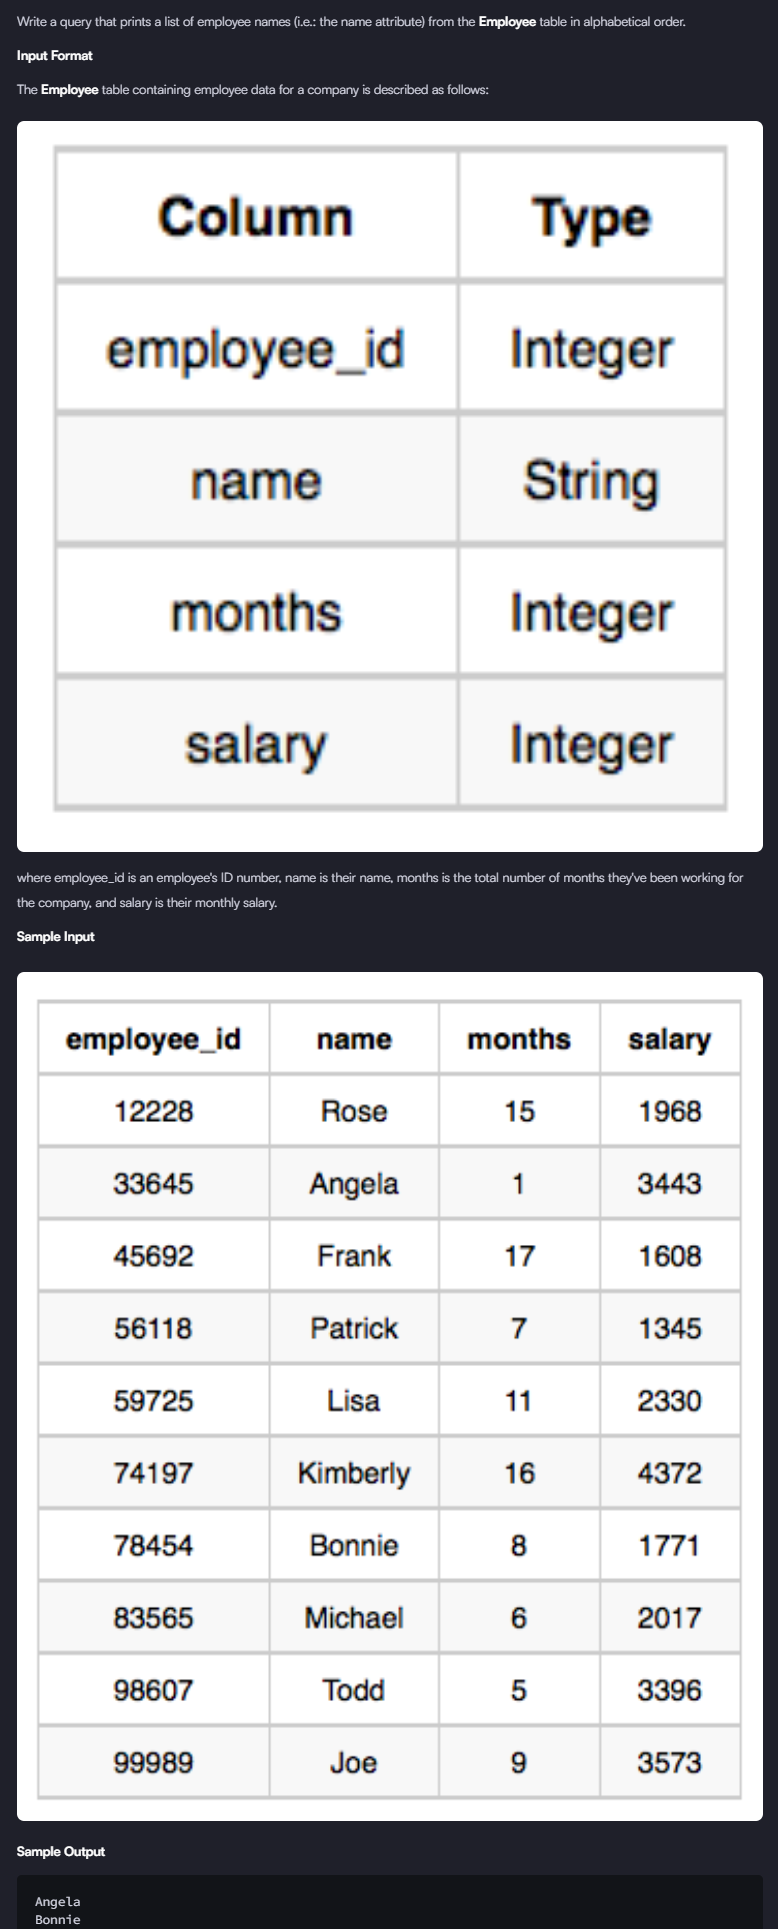 Write a query that prints a list of employee names (i.e.: the name attribute) from the Employee table in alphabetical order.
Input Format
The Employee table containing employee data for a company is described as follows:
Column Type
employee_id Integer
name String
months Integer
salary Integer
where employee_id is an employee's ID number, name is their name, months is the total number of months they've been working for
the company, and salary is their monthly salary.
Sample Input
employee_id name months salary
12228 Rose 15 1968
33645 Angela 1 3443
45692 Frank 17 1608
56118 Patrick 7 1345
59725 Lisa 11 2330
74197 Kimberly 16 4372
78454 Bonnie 8 1771
83565 Michael 6 2017
98607 Todd 5 3396
99989 Joe 9 3573
Sample Output
Angela
Bonnie